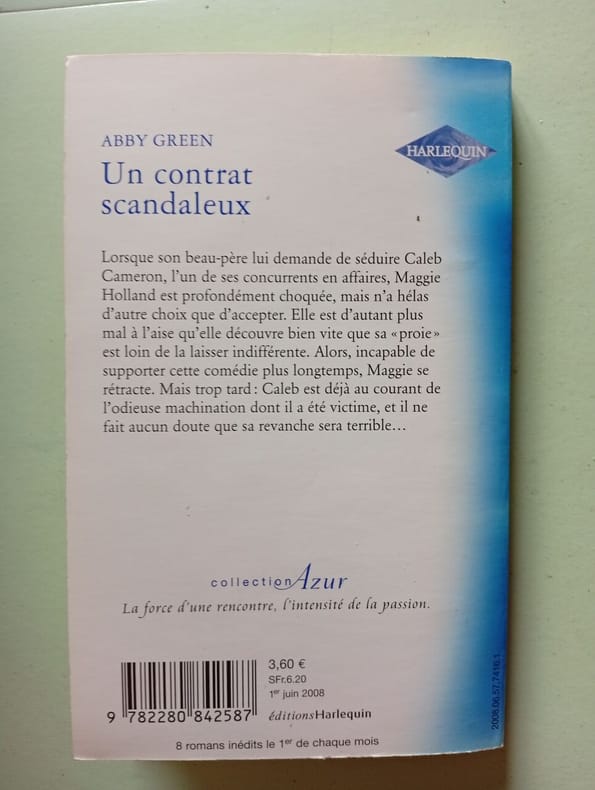 ABBY GREEN
HARLEQUIN
Un contrat
scandaleux
Lorsque son beau-père lui demande de séduire Caleb
Cameron, l'un de ses concurrents en affaires, Maggie
Holland est profondément choquée, mais n'a hélas
d'autre choix que d'accepter. Elle est d'autant plus
mal à l'aise qu'elle découvre bien vite que sa «proie»
est loin de la laisser indifférente. Alors, incapable de
supporter cette comédie plus longtemps, Maggie se
rétracte. Mais trop tard : Caleb est déjà au courant de
l'odieuse machination dont il a été victime, et il ne
fait aucun doute que sa revanche sera terrible…
collection Azur
La force d'une rencontre, l'intensité de la passion.
3,60 €
SFr.6.20
1er juin 2008
éditionsHarlequin
9 782280 842587
8 romans inédits le 1er de chaque mois
2008.06.57.7416.1